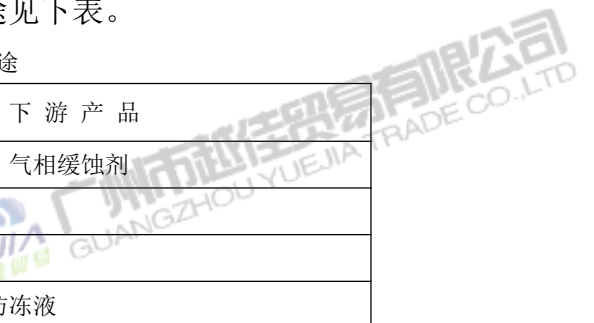 途见下表。
途
下 游 产 品
气相缓蚀剂
防冻液
广州市越佳贸易有限公司
GUANGZHOU YUEJIA TRADE CO.,LTD